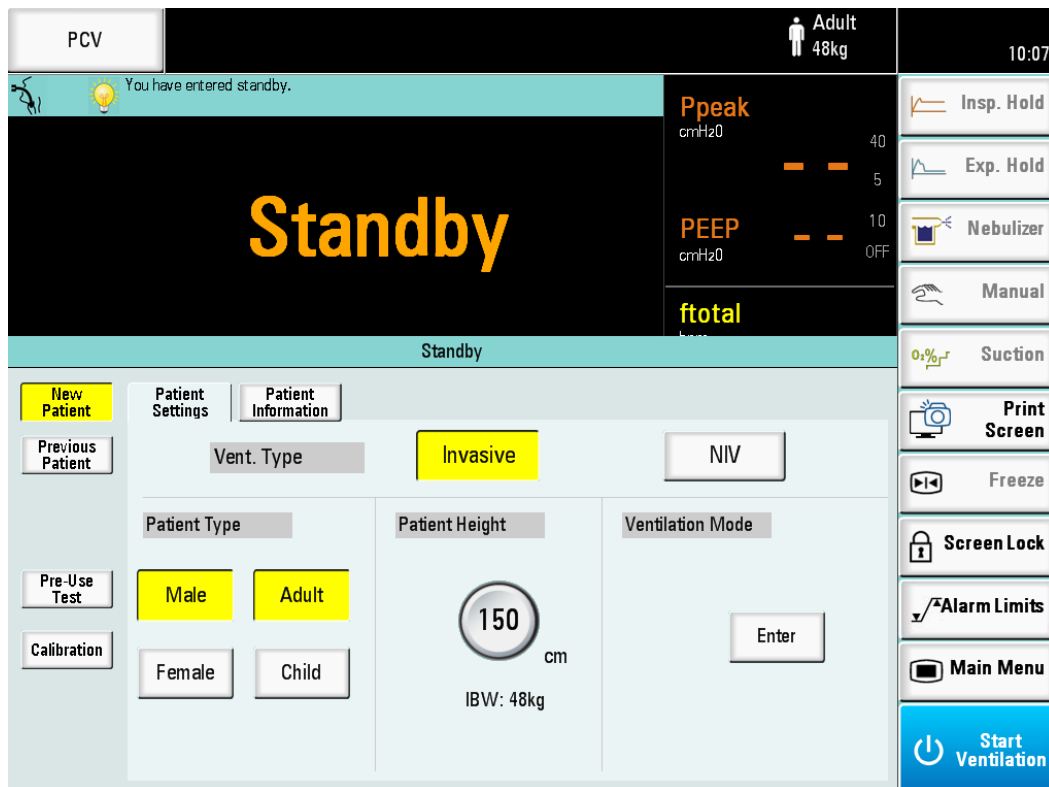 PCV
Adult
48kg
10:07
You have entered standby.
Standby
Ppeak
cmH20
40
-- 
5
PEEP
cmH20
--
10
OFF
ftotal
Insp. Hold
Exp. Hold
Nebulizer
Manual
O₂% Suction
Print
Screen
Freeze
Screen Lock
Alarm Limits
Main Menu
Start
Ventilation
Standby
New
Patient
Previous
Patient
Pre-Use
Test
Calibration
Patient
Settings
Patient
Information
Vent. Type
Invasive
NIV
Patient Type
Male
Adult
Female
Child
Patient Height
150
cm
IBW: 48kg
Ventilation Mode
Enter